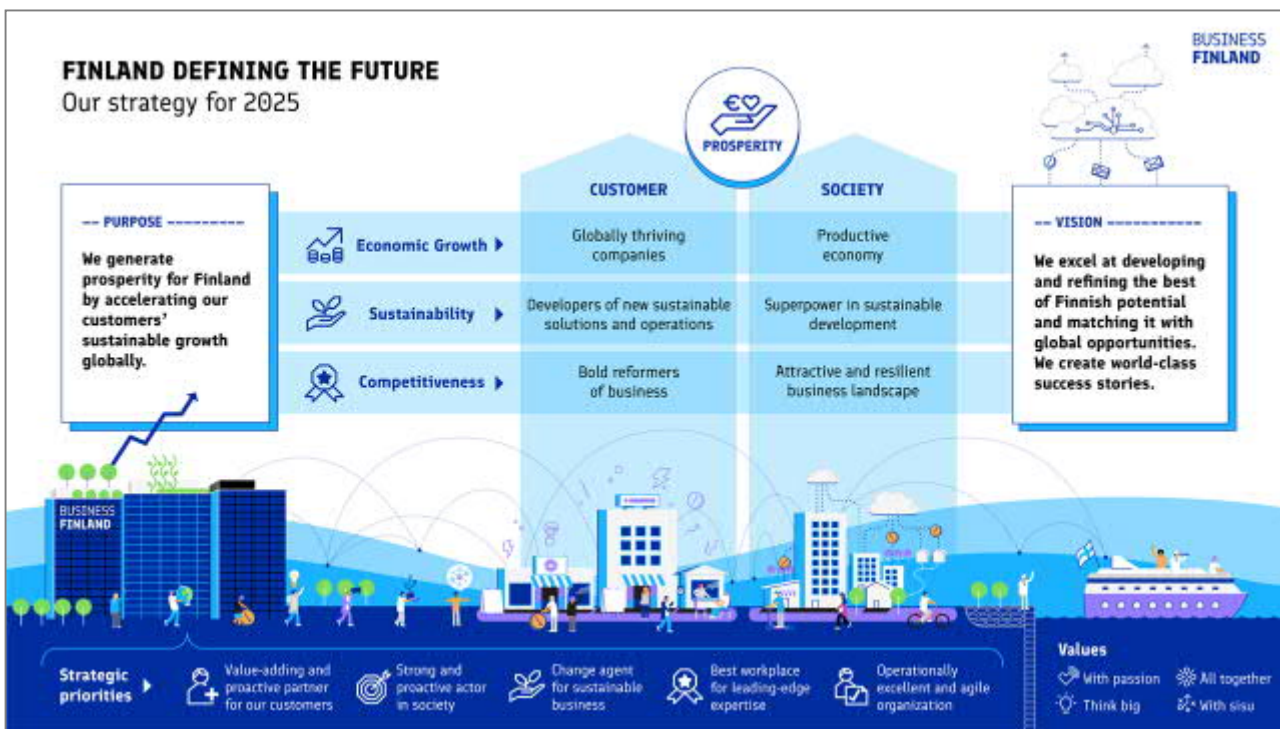 BUSINESS
FINLAND
FINLAND DEFINING THE FUTURE
Our strategy for 2025
€
PROSPERITY
CUSTOMER
SOCIETY
PURPOSE
We generate
prosperity for Finland
by accelerating our
customers'
sustainable growth
globally.
Economic Growth
Globally thriving
companies
Productive
economy
Sustainability
Developers of new sustainable
solutions and operations
Superpower in sustainable
development
Competitiveness
Bold reformers
of business
Attractive and resilient
business landscape
VISION
We excel at developing
and refining the best
of Finnish potential
and matching it with
global opportunities.
We create world-class
success stories.
BUSINESS
FINLAND
Strategic
priorities
Value-adding and
proactive partner
for our customers
Strong and
proactive actor
in society
Change agent
for sustainable
business
Best workplace
for leading-edge
expertise
Operationally
excellent and agile
organization
Values
With passion
All together
Think big
With sisu